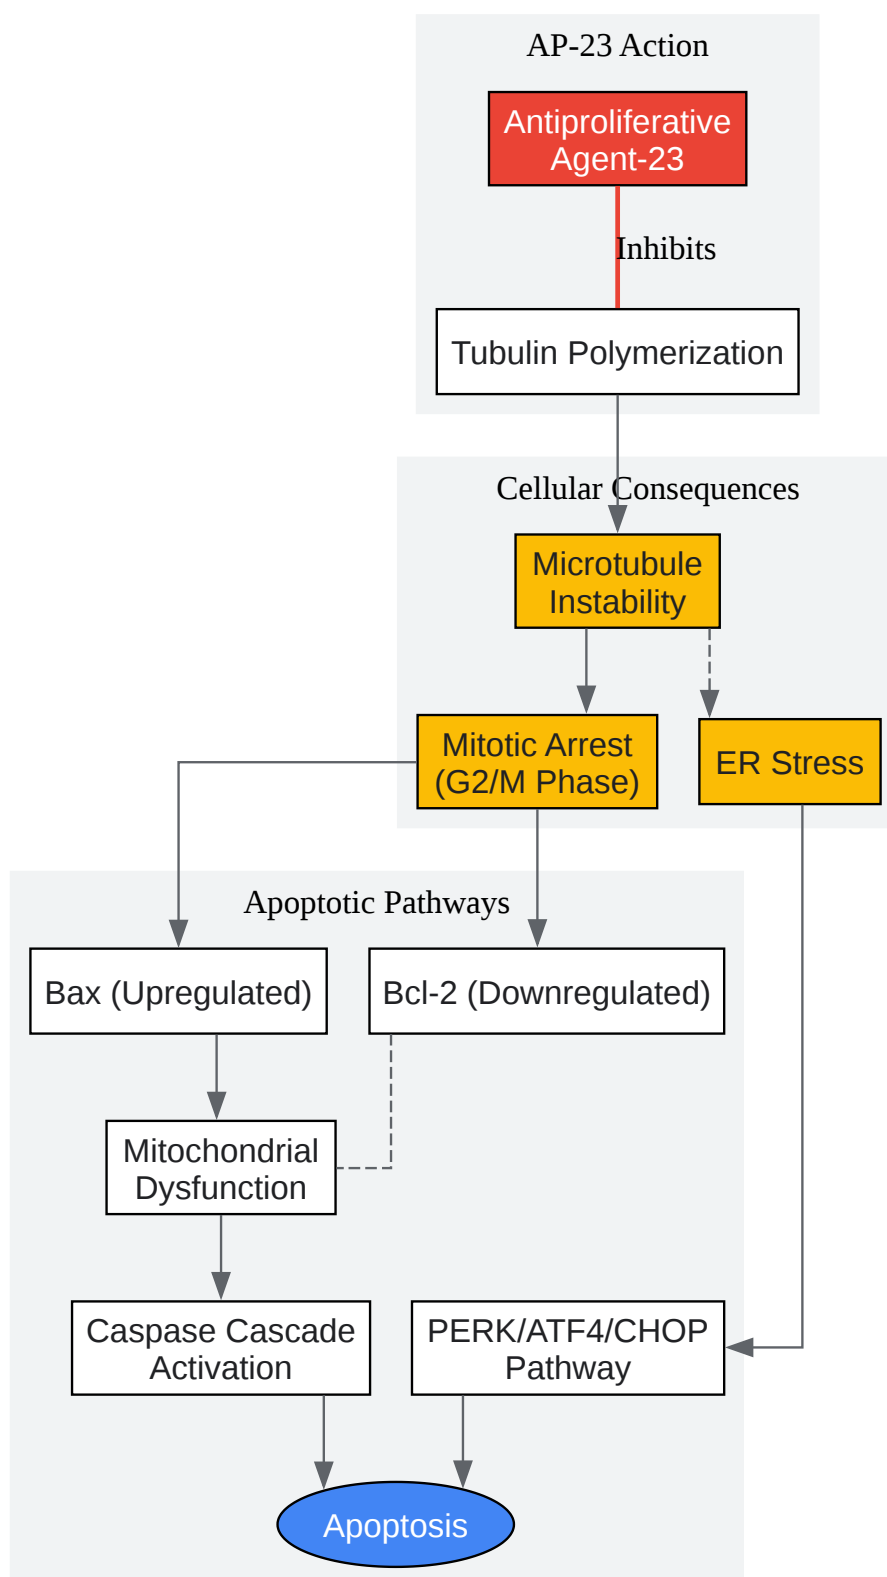 AP-23 Action
Antiproliferative
Agent-23
Inhibits
Tubulin Polymerization
Cellular Consequences
Microtubule
Instability
Mitotic Arrest
(G2/M Phase)
ER Stress
Apoptotic Pathways
Bax (Upregulated)
Bcl-2 (Downregulated)
Mitochondrial
Dysfunction
Caspase Cascade
Activation
PERK/ATF4/CHOP
Pathway
Apoptosis